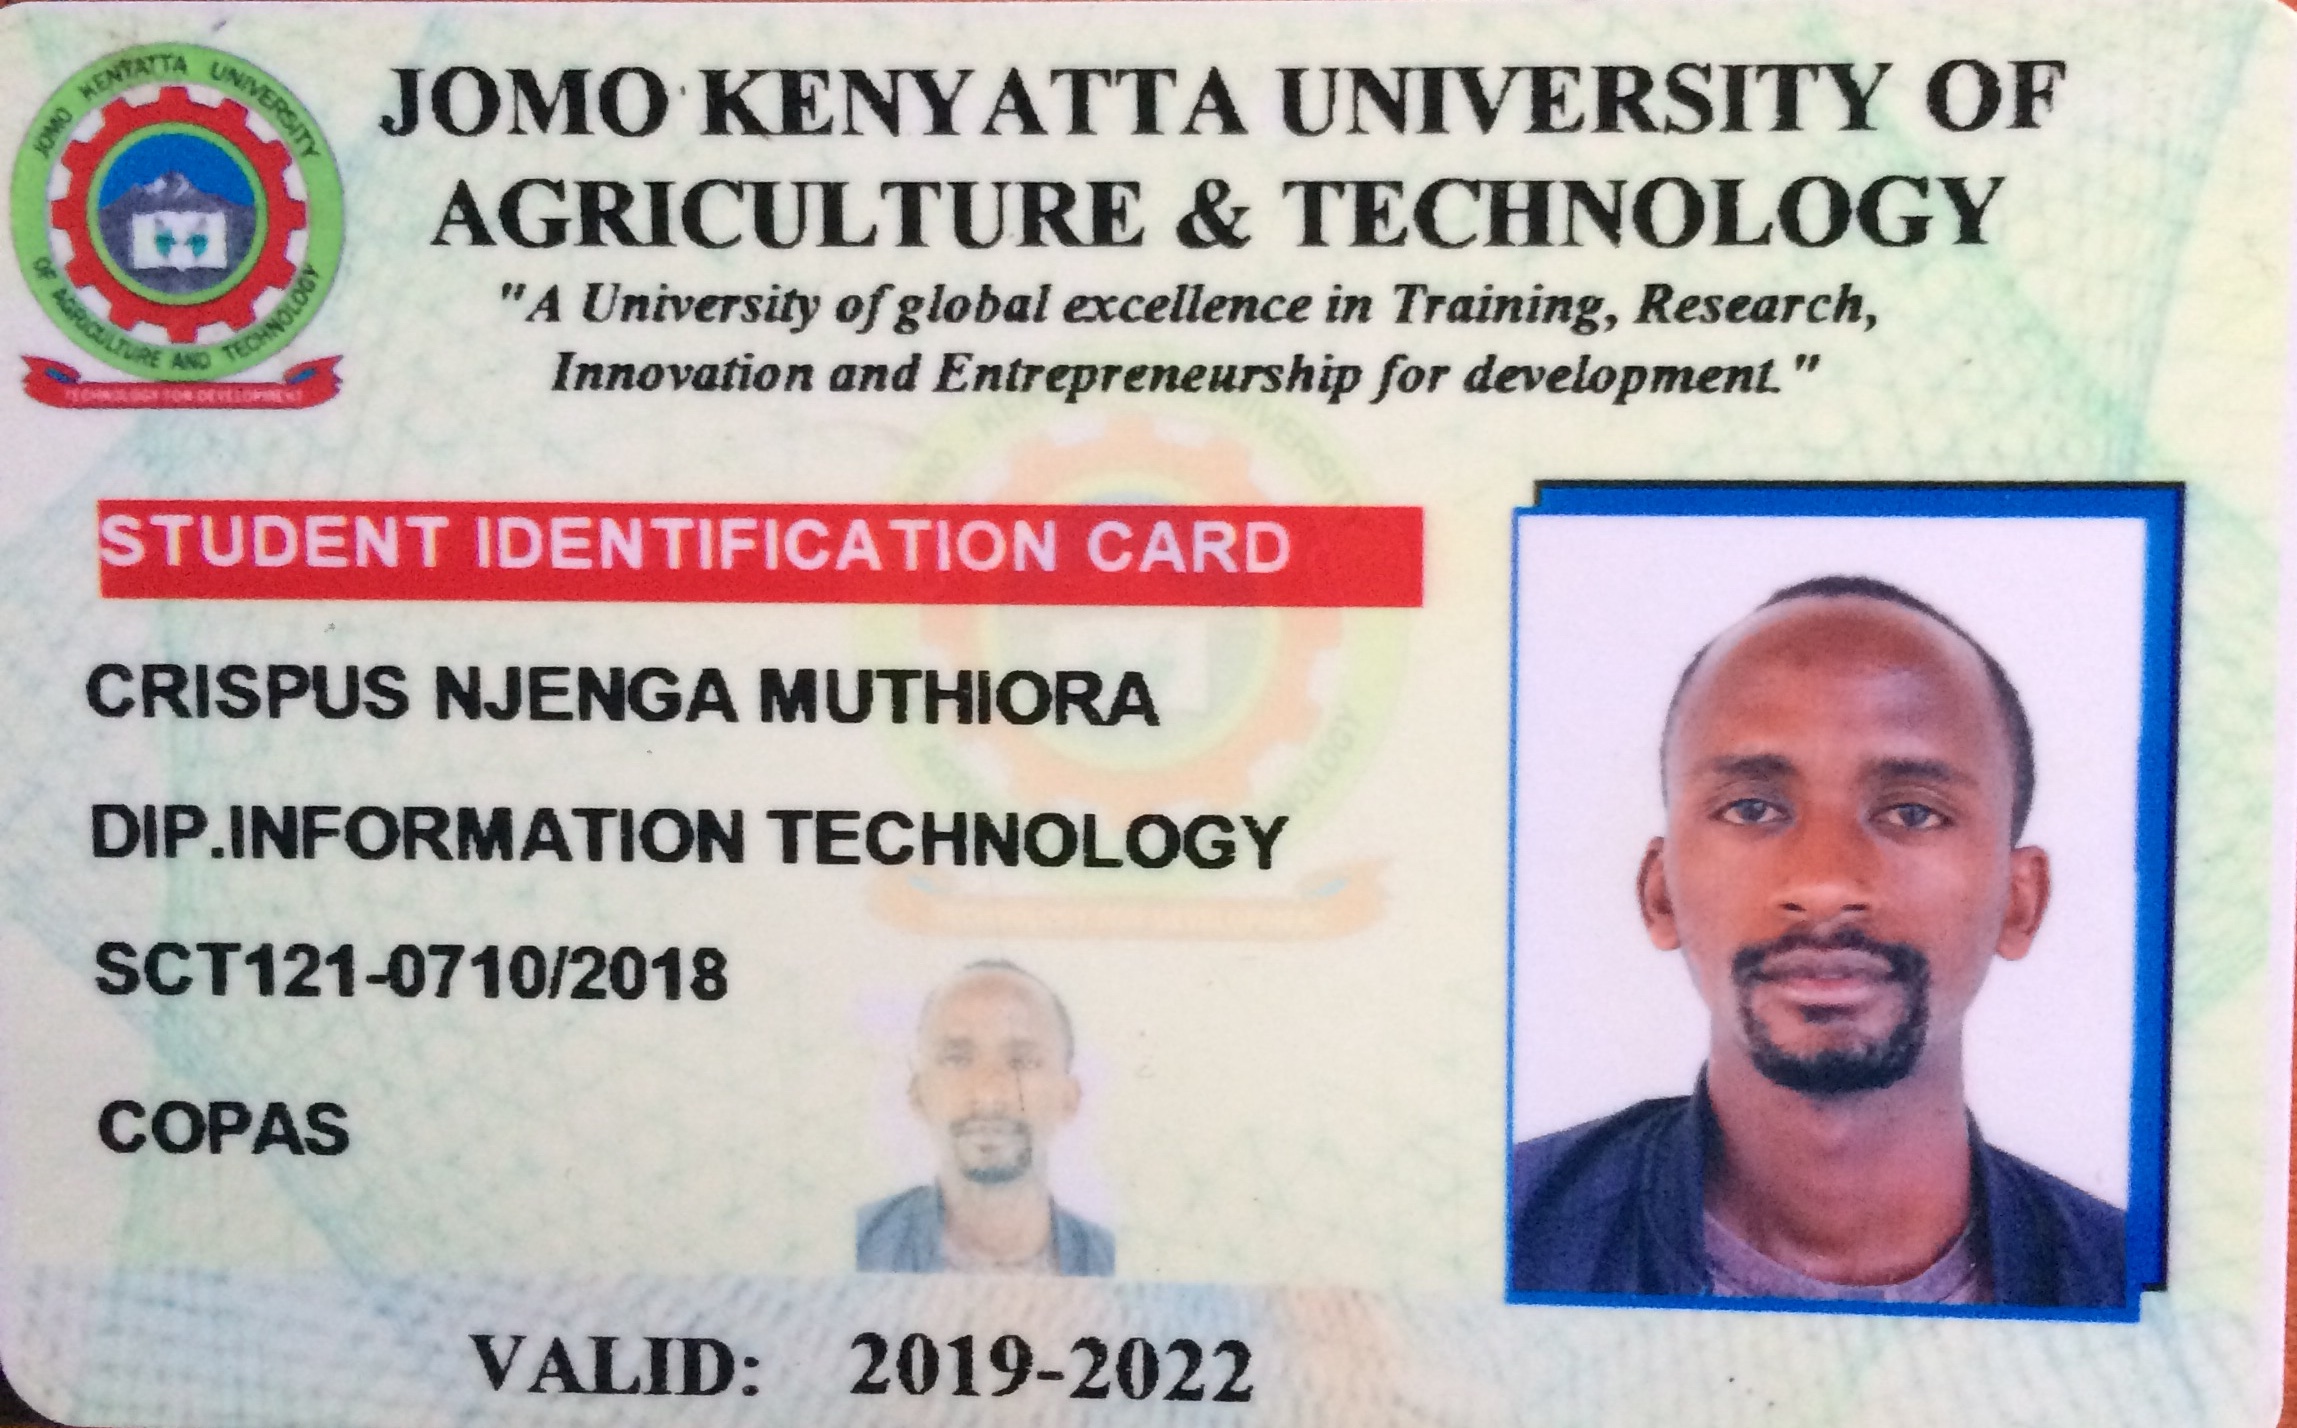 JOMO KENYATTA UNIVERSITY OF
AGRICULTURE & TECHNOLOGY
"A University of global excellence in Training, Research,
Innovation and Entrepreneurship for development."
JOMO KENYATTA UNIVERSITY
OF AGRICULTURE AND TECHNOLOGY
TECHNOLOGY FOR DEVELOPMENT
STUDENT IDENTIFICATION CARD
CRISPUS NJENGA MUTHIORA
DIP.INFORMATION TECHNOLOGY
SCT121-0710/2018
COPAS
VALID: 2019-2022